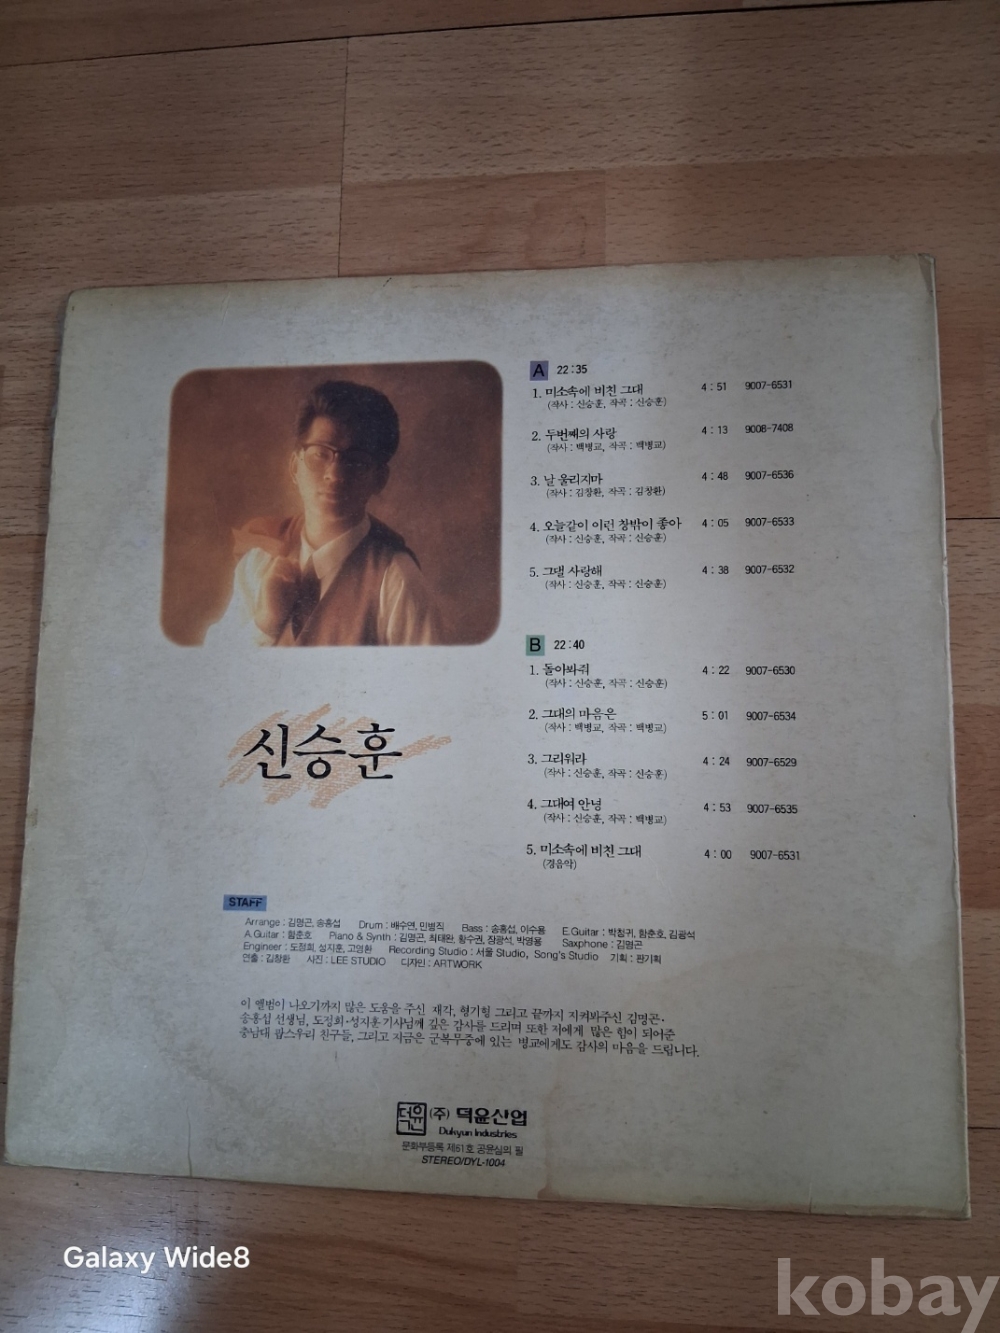 A 22:35
1. 미소속에 비친 그대 4:51 9007-6531
(작사 : 신승훈, 작곡 : 신승훈)
2. 두번째의 사랑 4:13 9008-7408
(작사 : 백병교, 작곡 : 백병교)
3. 날 울리지마 4:48 9007-6536
(작사 : 김창환, 작곡 : 김창환)
4. 오늘같이 이런 창밖이 좋아 4:05 9007-6533
(작사 : 신승훈, 작곡 : 신승훈)
5. 그댈 사랑해 4:38 9007-6532
(작사 : 신승훈, 작곡 : 신승훈)
B 22:40
1. 돌아봐줘 4:22 9007-6530
(작사 : 신승훈, 작곡 : 신승훈)
2. 그대의 마음은 5:01 9007-6534
(작사 : 백병교, 작곡 : 백병교)
3. 그리워라 4:24 9007-6529
(작사 : 신승훈, 작곡 : 신승훈)
4. 그대여 안녕 4:53 9007-6535
(작사 : 신승훈, 작곡 : 백병교)
5. 미소속에 비친 그대 4:00 9007-6531
(경음악)
신승훈
STAFF
Arrange : 김명곤, 송홍섭 Drum : 배수연, 민병직 Bass : 송홍섭, 이수용 E.Guitar : 박청귀, 함춘호, 김광석
A.Guitar : 함춘호 Piano & Synth : 김명곤, 최태완, 황수권, 장광석, 박영용 Saxphone : 김명곤
Engineer : 도정회, 성지훈, 고영환 Recording Studio : 서울 Studio, Song's Studio 기획 : 판기획
연출 : 김창환 사진 : LEE STUDIO 디자인 : ARTWORK
이 앨범이 나오기까지 많은 도움을 주신 재각, 형기형 그리고 끝까지 지켜봐주신 김명곤·
송홍섭 선생님, 도정회·성지훈 기사님께 깊은 감사를 드리며 또한 저에게 많은 힘이 되어준
충남대 팝스우리 친구들, 그리고 지금은 군복무중에 있는 병교에게도 감사의 마음을 드립니다.
덕윤 (주) 덕윤산업
Dukyun Industries
문화부등록 제61호 공윤심의 필
STEREO/DYL-1004
Galaxy Wide8
kobay